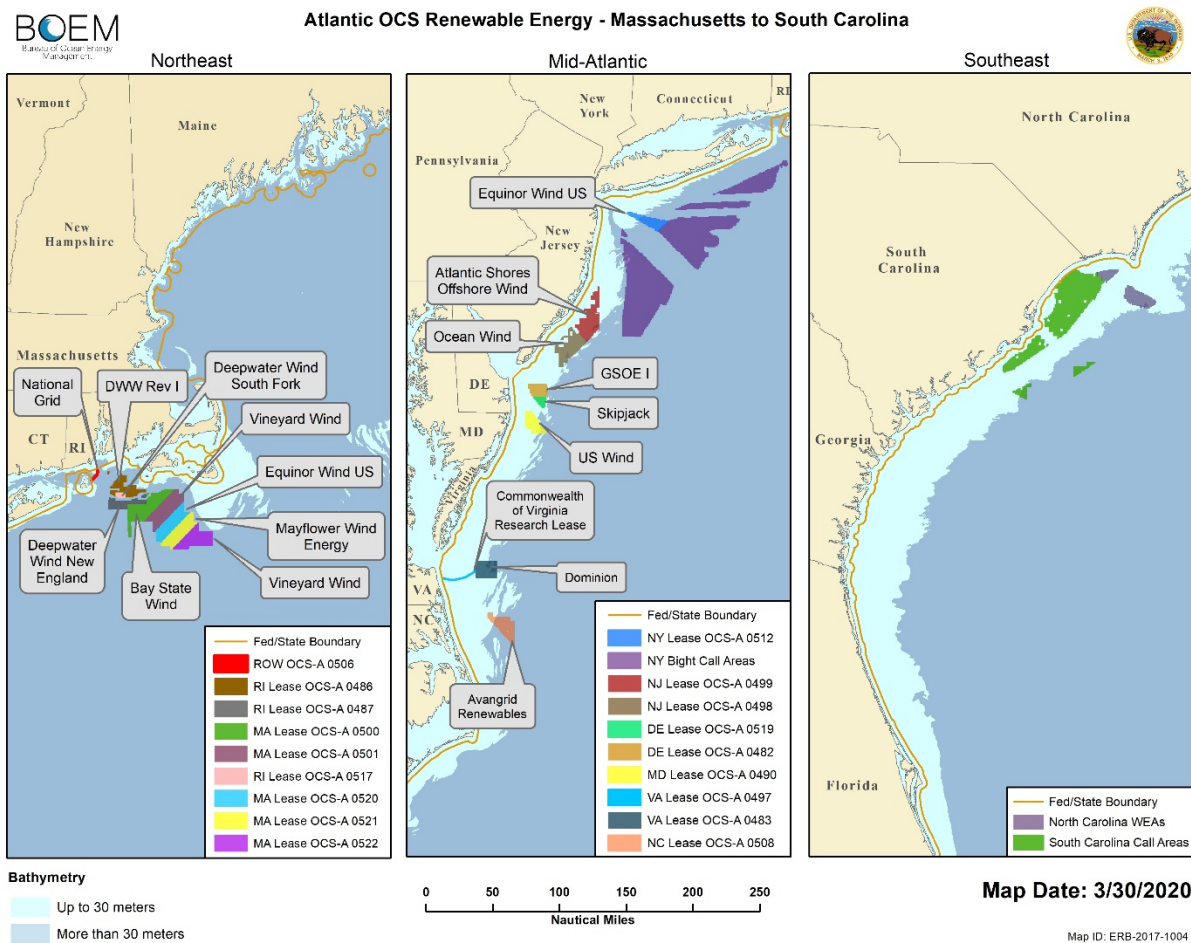 BOEM
Bureau of Ocean Energy
Management
Atlantic OCS Renewable Energy - Massachusetts to South Carolina
U.S. DEPARTMENT OF THE INTERIOR
MARCH 3, 1849
Northeast
Vermont
Maine
New
Hampshire
Massachusetts
CT
RI
National
Grid
DWW Rev I
Deepwater Wind
South Fork
Vineyard Wind
Equinor Wind US
Mayflower Wind
Energy
Vineyard Wind
Bay State
Wind
Deepwater
Wind New
England
Fed/State Boundary
ROW OCS-A 0506
RI Lease OCS-A 0486
RI Lease OCS-A 0487
MA Lease OCS-A 0500
MA Lease OCS-A 0501
RI Lease OCS-A 0517
MA Lease OCS-A 0520
MA Lease OCS-A 0521
MA Lease OCS-A 0522
Mid-Atlantic
New
York
Connecticut
RI
Pennsylvania
Equinor Wind US
New
Jersey
Atlantic Shores
Offshore Wind
Ocean Wind
DE
GSOE I
Skipjack
MD
US Wind
Virginia
Commonwealth
of Virginia
Research Lease
Dominion
VA
NC
Avangrid
Renewables
Fed/State Boundary
NY Lease OCS-A 0512
NY Bight Call Areas
NJ Lease OCS-A 0499
NJ Lease OCS-A 0498
DE Lease OCS-A 0519
DE Lease OCS-A 0482
MD Lease OCS-A 0490
VA Lease OCS-A 0497
VA Lease OCS-A 0483
NC Lease OCS-A 0508
Southeast
North Carolina
South
Carolina
Georgia
Florida
Fed/State Boundary
North Carolina WEAs
South Carolina Call Areas
Bathymetry
Up to 30 meters
More than 30 meters
0 50 100 150 200 250
Nautical Miles
Map Date: 3/30/2020
Map ID: ERB-2017-1004